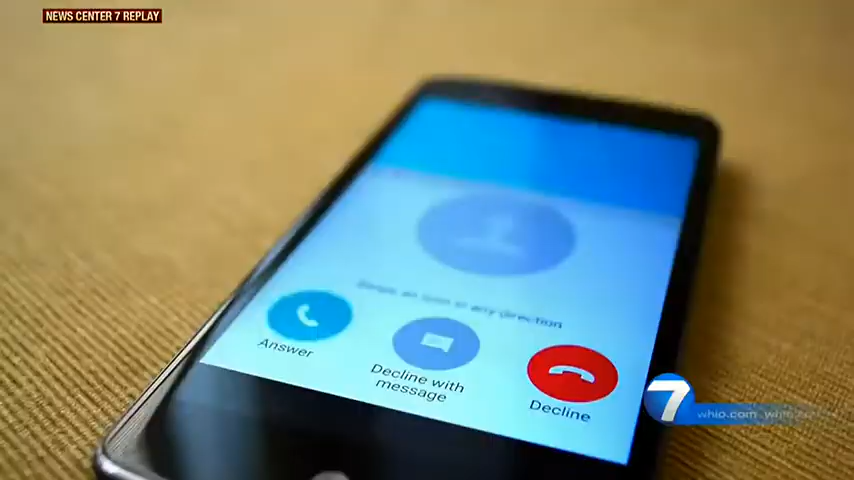 NEWS CENTER 7 REPLAY
Swipe an icon in any direction
Answer
Decline with
message
Decline
7
whio.com